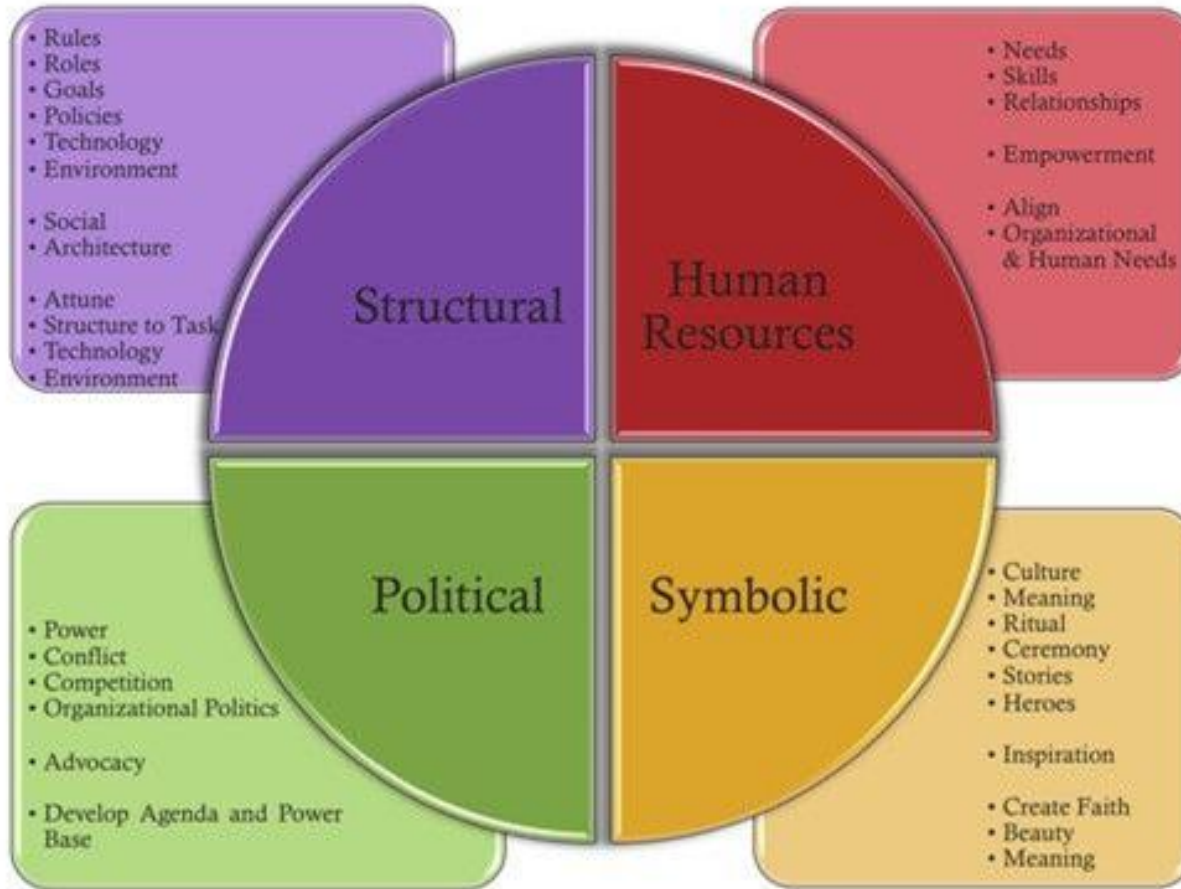 • Rules
• Roles
• Goals
• Policies
• Technology
• Environment
• Social
• Architecture
• Attune
• Structure to Task
• Technology
• Environment
Structural
• Needs
• Skills
• Relationships
• Empowerment
• Align
• Organizational
& Human Needs
Human
Resources
• Power
• Conflict
• Competition
• Organizational Politics
• Advocacy
• Develop Agenda and Power
Base
Political
Symbolic
• Culture
• Meaning
• Ritual
• Ceremony
• Stories
• Heroes
• Inspiration
• Create Faith
• Beauty
• Meaning